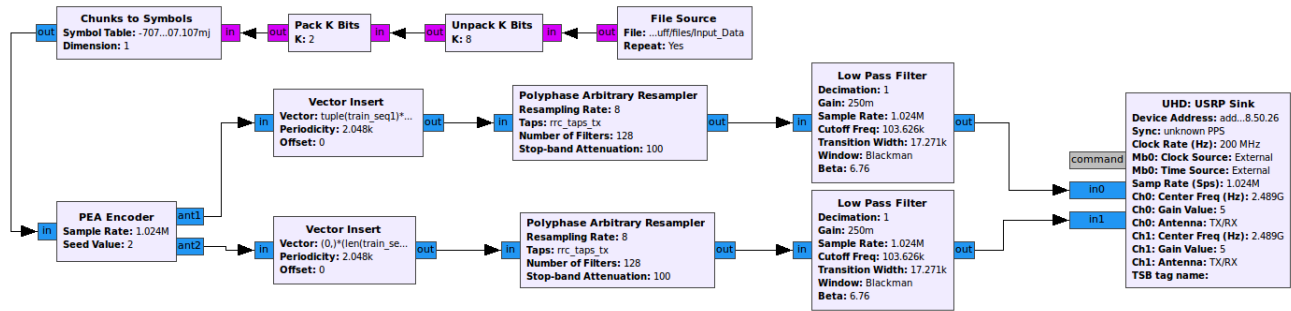 Chunks to Symbols
Symbol Table: -707...07.107mj
Dimension: 1
out
in
Pack K Bits
K: 2
out
in
Unpack K Bits
K: 8
out
in
File Source
File: ...uff/files/Input_Data
Repeat: Yes
out
PEA Encoder
Sample Rate: 1.024M
Seed Value: 2
in
ant1
ant2
Vector Insert
Vector: tuple(train_seq1)*...
Periodicity: 2.048k
Offset: 0
in
out
Polyphase Arbitrary Resampler
Resampling Rate: 8
Taps: rrc_taps_tx
Number of Filters: 128
Stop-band Attenuation: 100
in
out
Low Pass Filter
Decimation: 1
Gain: 250m
Sample Rate: 1.024M
Cutoff Freq: 103.626k
Transition Width: 17.271k
Window: Blackman
Beta: 6.76
in
out
Vector Insert
Vector: (0,)*(len(train_se...
Periodicity: 2.048k
Offset: 0
in
out
Polyphase Arbitrary Resampler
Resampling Rate: 8
Taps: rrc_taps_tx
Number of Filters: 128
Stop-band Attenuation: 100
in
out
Low Pass Filter
Decimation: 1
Gain: 250m
Sample Rate: 1.024M
Cutoff Freq: 103.626k
Transition Width: 17.271k
Window: Blackman
Beta: 6.76
in
out
UHD: USRP Sink
Device Address: add...8.50.26
Sync: unknown PPS
Clock Rate (Hz): 200 MHz
Mb0: Clock Source: External
Mb0: Time Source: External
Samp Rate (Sps): 1.024M
Ch0: Center Freq (Hz): 2.489G
Ch0: Gain Value: 5
Ch0: Antenna: TX/RX
Ch1: Center Freq (Hz): 2.489G
Ch1: Gain Value: 5
Ch1: Antenna: TX/RX
TSB tag name:
command
in0
in1